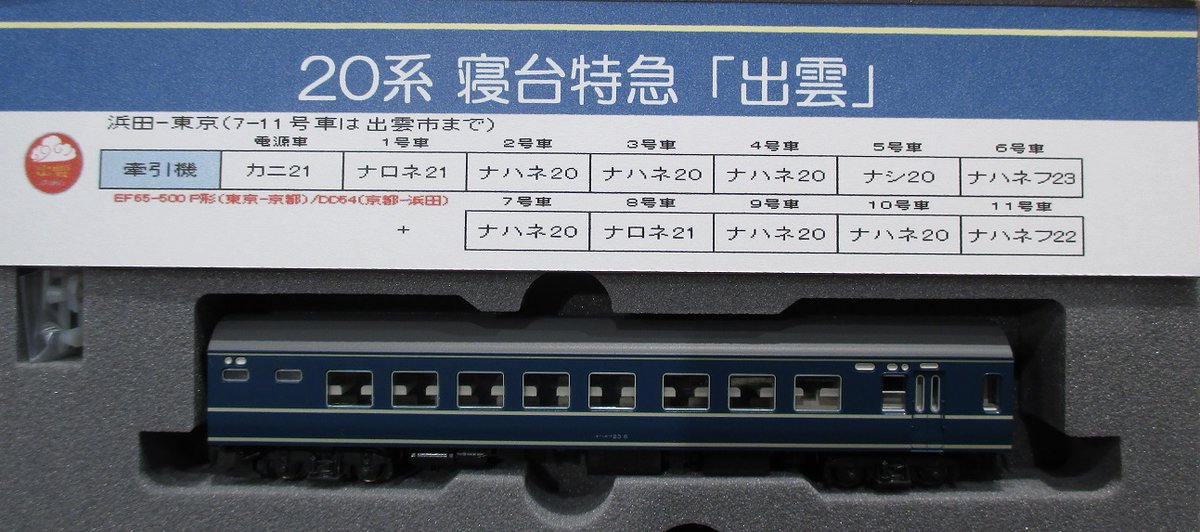 20系 寝台特急「出雲」
浜田-東京(7-11号車は出雲市まで)
電源車 1号車 2号車 3号車 4号車 5号車 6号車
牽引機 カニ21 ナロネ21 ナハネ20 ナハネ20 ナハネ20 ナシ20 ナハネフ23
EF65-500 P形(東京-京都)/DD54(京都-浜田)
7号車 8号車 9号車 10号車 11号車
+ ナハネ20 ナロネ21 ナハネ20 ナハネ20 ナハネフ22